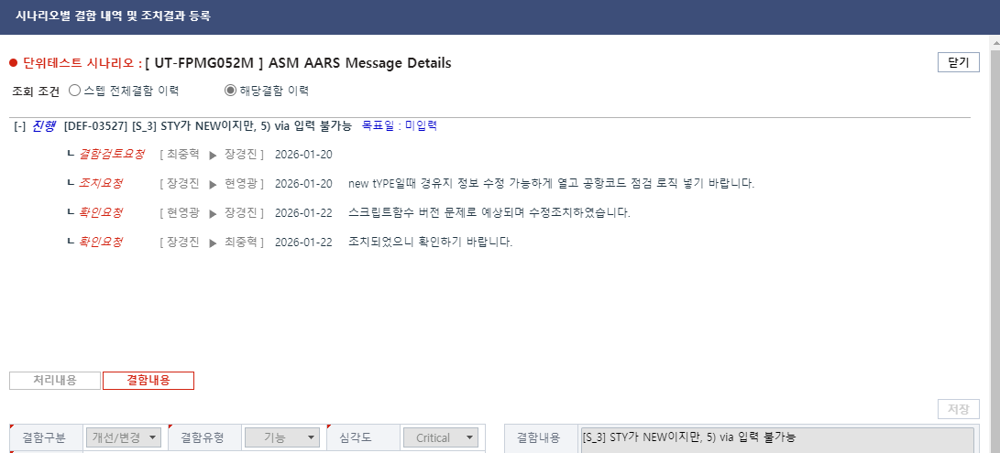 시나리오별 결함 내역 및 조치결과 등록
● 단위테스트 시나리오 : [ UT-FPMG052M ] ASM AARS Message Details 닫기
조회 조건 스텝 전체결함 이력 해당결함 이력
[-] 진행 [DEF-03527] [S_3] STY가 NEW이지만, 5) via 입력 불가능 목표일 : 미입력
ㄴ 결함검토요청 [ 최중혁 ▶ 장경진 ] 2026-01-20
ㄴ 조치요청 [ 장경진 ▶ 현영광 ] 2026-01-20 new tYPE일때 경유지 정보 수정 가능하게 열고 공항코드 점검 로직 넣기 바랍니다.
ㄴ 확인요청 [ 현영광 ▶ 장경진 ] 2026-01-22 스크립트함수 버전 문제로 예상되며 수정조치하였습니다.
ㄴ 확인요청 [ 장경진 ▶ 최중혁 ] 2026-01-22 조치되었으니 확인하기 바랍니다.
처리내용 결함내용
저장
결함구분 개선/변경 결함유형 기능 심각도 Critical 결함내용 [S_3] STY가 NEW이지만, 5) via 입력 불가능